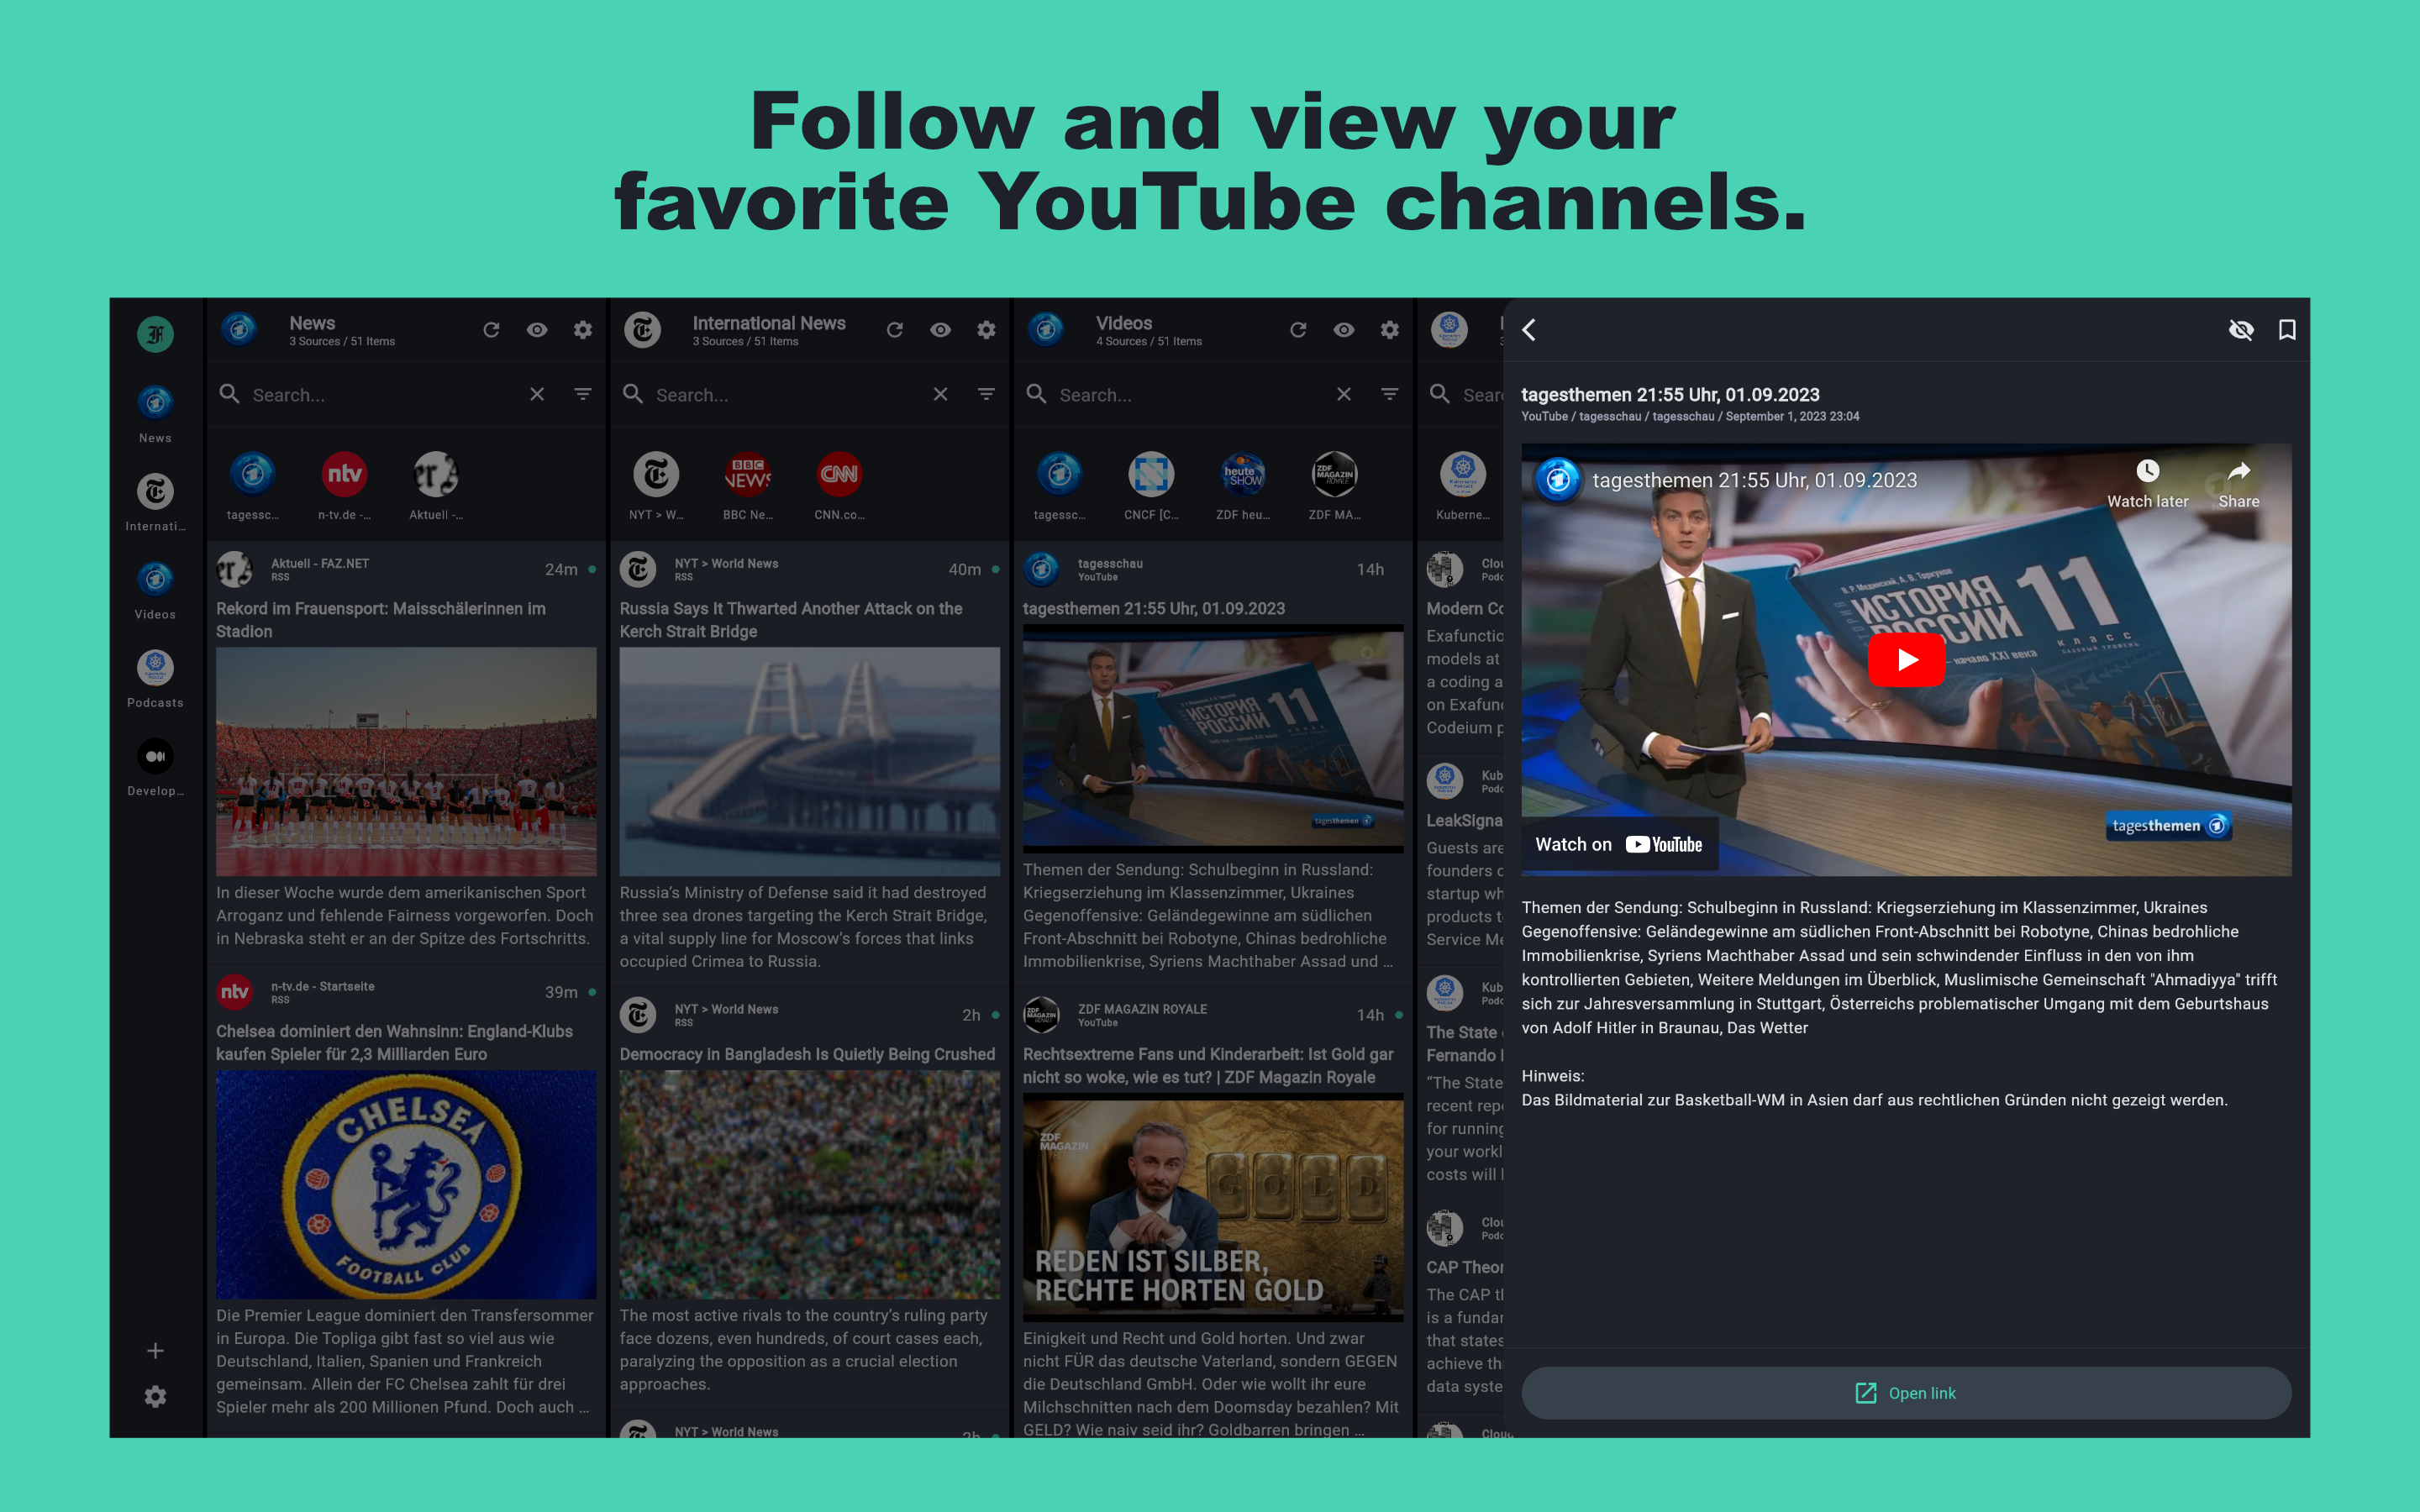 Follow and view your
favorite YouTube channels.
News
Internati...
Videos
Podcasts
Develop...
News
3 Sources / 51 Items
Search...
tagessc...
n-tv.de -...
Aktuell -...
Aktuell - FAZ.NET
RSS
24m
Rekord im Frauensport: Maisschälerinnen im
Stadion
In dieser Woche wurde dem amerikanischen Sport
Arroganz und fehlende Fairness vorgeworfen. Doch
in Nebraska steht er an der Spitze des Fortschritts.
ntv
n-tv.de - Startseite
RSS
39m
Chelsea dominiert den Wahnsinn: England-Klubs
kaufen Spieler für 2,3 Milliarden Euro
CHELSEA
FOOTBALL CLUB
Die Premier League dominiert den Transfersommer
in Europa. Die Topliga gibt fast so viel aus wie
Deutschland, Italien, Spanien und Frankreich
gemeinsam. Allein der FC Chelsea zahlt für drei
Spieler mehr als 200 Millionen Pfund. Doch auch ...
International News
3 Sources / 51 Items
Search...
NYT > W...
BBC Ne...
CNN.co...
NYT > World News
RSS
40m
Russia Says It Thwarted Another Attack on the
Kerch Strait Bridge
Russia's Ministry of Defense said it had destroyed
three sea drones targeting the Kerch Strait Bridge,
a vital supply line for Moscow's forces that links
occupied Crimea to Russia.
NYT > World News
RSS
2h
Democracy in Bangladesh Is Quietly Being Crushed
The most active rivals to the country's ruling party
face dozens, even hundreds, of court cases each,
paralyzing the opposition as a crucial election
approaches.
NYT > World News
2h
Videos
4 Sources / 51 Items
Search...
tagessc...
CNCF [C...
ZDF heu...
ZDF MA...
tagesschau
YouTube
14h
tagesthemen 21:55 Uhr, 01.09.2023
ИСТОРИЯ
РОССИИ 11
tagesthemen
Themen der Sendung: Schulbeginn in Russland:
Kriegserziehung im Klassenzimmer, Ukraines
Gegenoffensive: Geländegewinne am südlichen
Front-Abschnitt bei Robotyne, Chinas bedrohliche
Immobilienkrise, Syriens Machthaber Assad und ...
ZDF MAGAZIN ROYALE
YouTube
14h
Rechtsextreme Fans und Kinderarbeit: Ist Gold gar
nicht so woke, wie es tut? | ZDF Magazin Royale
ZDF
MAGAZIN
GOLD
REDEN IST SILBER,
RECHTE HORTEN GOLD
Einigkeit und Recht und Gold horten. Und zwar
nicht FÜR das deutsche Vaterland, sondern GEGEN
die Deutschland GmbH. Oder wie wollt ihr eure
Milchschnitten nach dem Doomsday bezahlen? Mit
GELD? Wie naiv seid ihr? Goldbarren bringen ...
Kuberne...
Modern
models at
on
Codeium
Guests are
founders
products
Service
The State
Fernando
"The State
recent
for running
your
costs will
CAP
The CAP
that states
achieve
data
tagesthemen 21:55 Uhr, 01.09.2023
YouTube / tagesschau / tagesschau / September 1, 2023 23:04
tagesthemen 21:55 Uhr, 01.09.2023
Watch later
Share
В. Р. Мединский, А. В. Торкунов
ИСТОРИЯ
РОССИИ 11
КЛАСС
начало XXI века
tagesthemen
Watch on YouTube
Themen der Sendung: Schulbeginn in Russland: Kriegserziehung im Klassenzimmer, Ukraines
Gegenoffensive: Geländegewinne am südlichen Front-Abschnitt bei Robotyne, Chinas bedrohliche
Immobilienkrise, Syriens Machthaber Assad und sein schwindender Einfluss in den von ihm
kontrollierten Gebieten, Weitere Meldungen im Überblick, Muslimische Gemeinschaft "Ahmadiyya" trifft
sich zur Jahresversammlung in Stuttgart, Österreichs problematischer Umgang mit dem Geburtshaus
von Adolf Hitler in Braunau, Das Wetter
Hinweis:
Das Bildmaterial zur Basketball-WM in Asien darf aus rechtlichen Gründen nicht gezeigt werden.
Open link